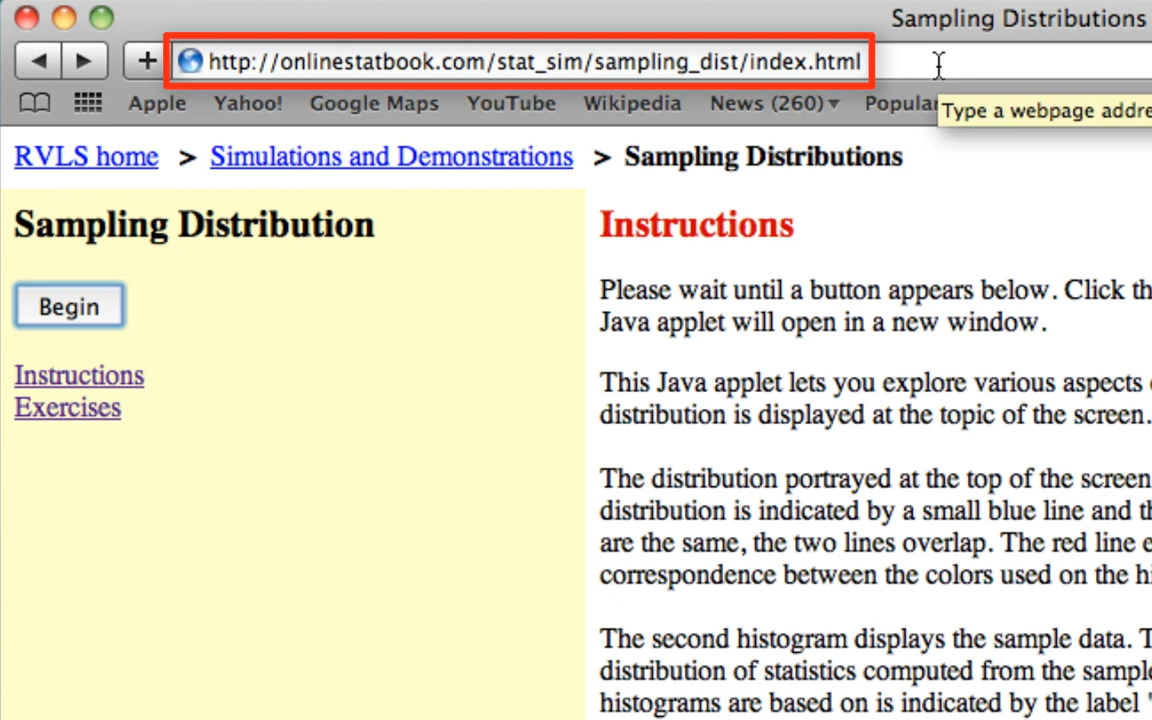 Sampling Distributions
+ http://onlinestatbook.com/stat_sim/sampling_dist/index.html
Apple Yahoo! Google Maps YouTube Wikipedia News (260)▾ Popular
Type a webpage addre
RVLS home > Simulations and Demonstrations > Sampling Distributions
Sampling Distribution
Begin
Instructions
Exercises
Instructions
Please wait until a button appears below. Click th
Java applet will open in a new window.
This Java applet lets you explore various aspects
distribution is displayed at the topic of the screen.
The distribution portrayed at the top of the screen
distribution is indicated by a small blue line and th
are the same, the two lines overlap. The red line e
correspondence between the colors used on the hi
The second histogram displays the sample data. T
distribution of statistics computed from the sample
histograms are based on is indicated by the label "